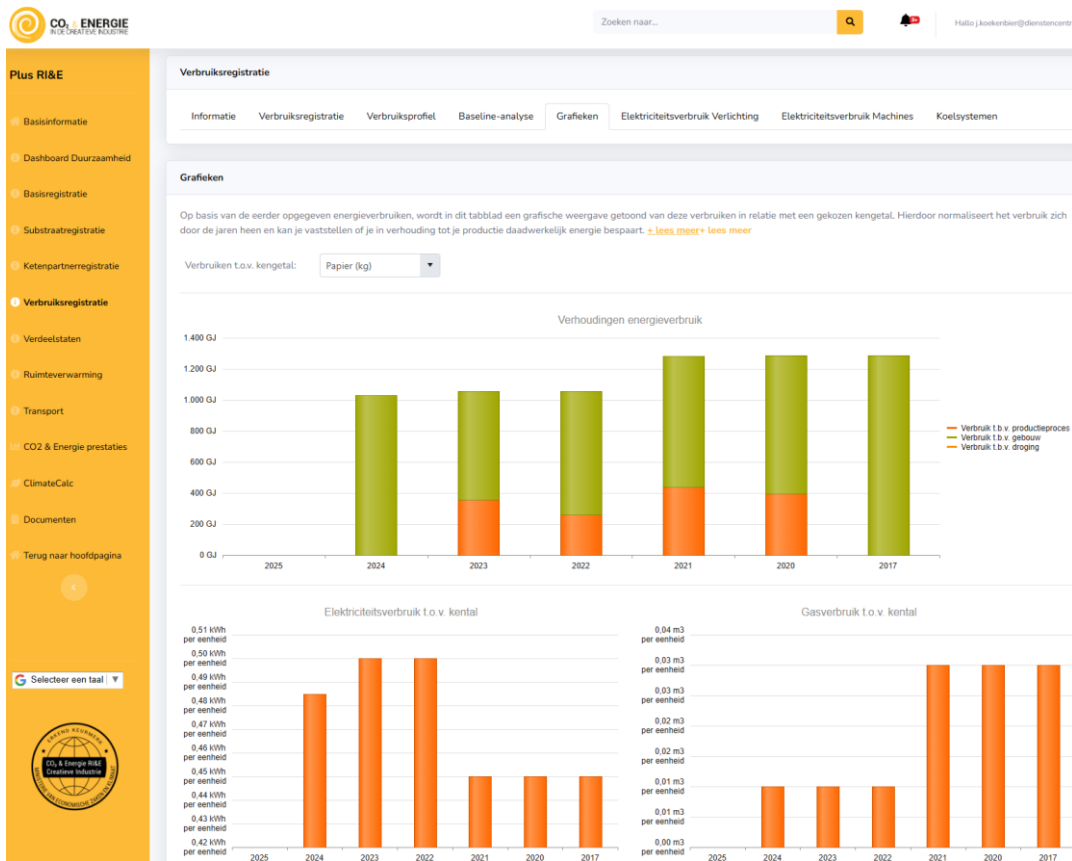 CO₂ & ENERGIE
IN DE CREATIEVE INDUSTRIE
Zoeken naar...
9+
Hallo j.koekenbier@dienstencentr
Plus RI&E
Basisinformatie
Dashboard Duurzaamheid
Basisregistratie
Substraatregistratie
Ketenpartnerregistratie
Verbruiksregistratie
Verdeelstaten
Ruimteverwarming
Transport
CO2 & Energie prestaties
ClimateCalc
Documenten
Terug naar hoofdpagina
Selecteer een taal
ERKEND KEURMERK
CO₂ & Energie RI&E
Creatieve Industrie
MINISTERIE VAN ECONOMISCHE ZAKEN EN KLIMAAT
Verbruiksregistratie
Informatie Verbruiksregistratie Verbruiksprofiel Baseline-analyse Grafieken Elektriciteitsverbruik Verlichting Elektriciteitsverbruik Machines Koelsystemen
Grafieken
Op basis van de eerder opgegeven energieverbruiken, wordt in dit tabblad een grafische weergave getoond van deze verbruiken in relatie met een gekozen kengetal. Hierdoor normaliseert het verbruik zich
door de jaren heen en kan je vaststellen of je in verhouding tot je productie daadwerkelijk energie bespaart. + lees meer+ lees meer
Verbruiken t.o.v. kengetal: Papier (kg)
Verhoudingen energieverbruik
1.400 GJ
1.200 GJ
1.000 GJ
800 GJ
600 GJ
400 GJ
200 GJ
0 GJ
2025 2024 2023 2022 2021 2020 2017
Verbruik t.b.v. productieproces
Verbruik t.b.v. gebouw
Verbruik t.b.v. droging
Elektriciteitsverbruik t.o.v. kental
0,51 kWh
per eenheid
0,50 kWh
per eenheid
0,49 kWh
per eenheid
0,48 kWh
per eenheid
0,47 kWh
per eenheid
0,46 kWh
per eenheid
0,45 kWh
per eenheid
0,44 kWh
per eenheid
0,43 kWh
per eenheid
0,42 kWh
per eenheid
2025 2024 2023 2022 2021 2020 2017
Gasverbruik t.o.v. kental
0,04 m3
per eenheid
0,03 m3
per eenheid
0,03 m3
per eenheid
0,02 m3
per eenheid
0,02 m3
per eenheid
0,01 m3
per eenheid
0,01 m3
per eenheid
0,00 m3
per eenheid
2025 2024 2023 2022 2021 2020 2017